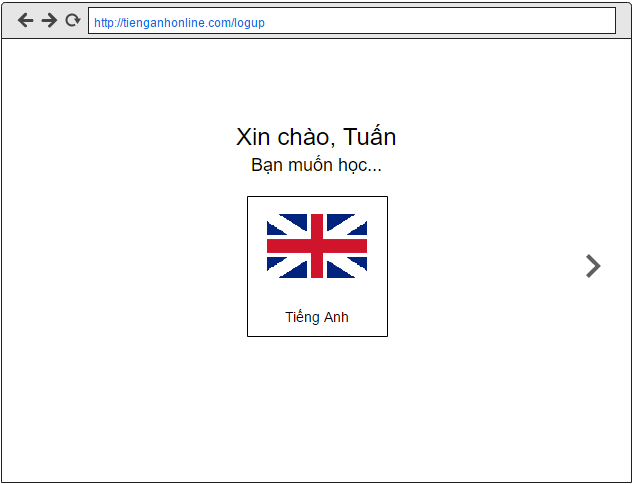 http://tienganhonline.com/logup
Xin chào, Tuấn
Bạn muốn học...
Tiếng Anh